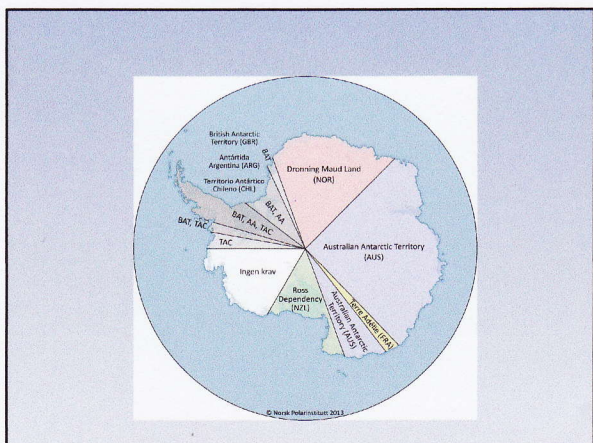 British Antarctic
Territory (GBR)
Antártida
Argentina (ARG)
Territorio Antártico
Chileno (CHL)
BAT
Dronning Maud Land
(NOR)
BAT, AA
BAT, AA, TAC
BAT, TAC
TAC
Australian Antarctic Territory
(AUS)
Ingen krav
Ross
Dependency
(NZL)
Australian Antarctic
Territory (AUS)
Terre Adélie (FRA)
© Norsk Polarinstitutt 2013